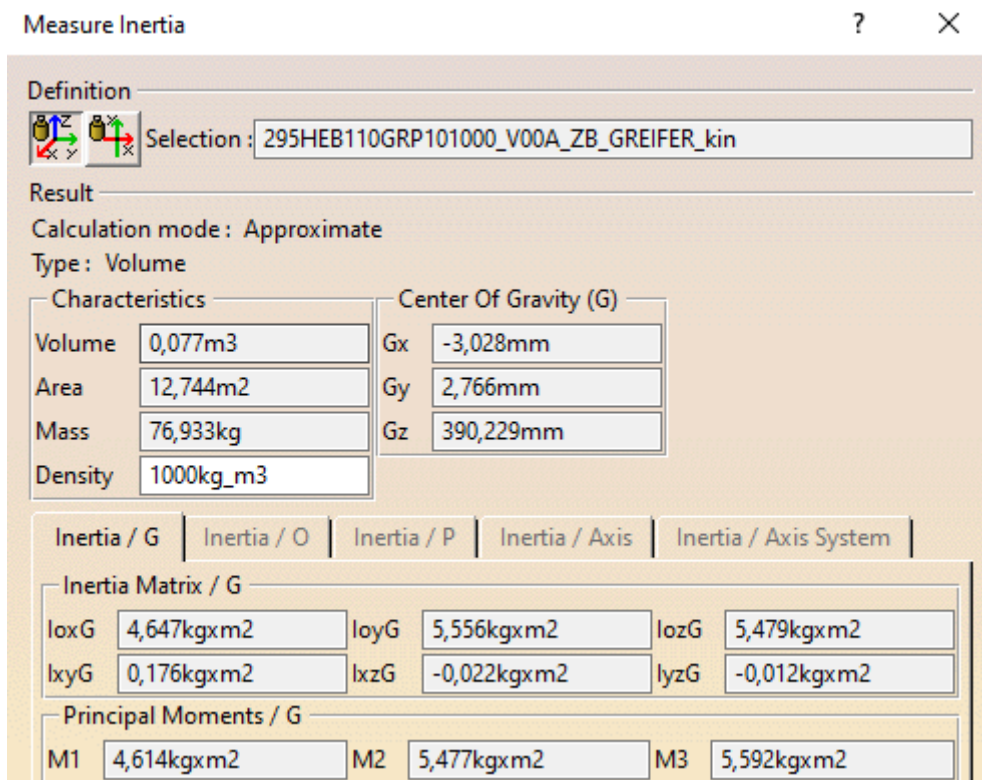 Measure Inertia ? ×
Definition
Selection : 295HEB110GRP101000_V00A_ZB_GREIFER_kin
Result
Calculation mode : Approximate
Type : Volume
Characteristics Center Of Gravity (G)
Volume 0,077m3 Gx -3,028mm
Area 12,744m2 Gy 2,766mm
Mass 76,933kg Gz 390,229mm
Density 1000kg_m3
Inertia / G Inertia / O Inertia / P Inertia / Axis Inertia / Axis System
Inertia Matrix / G
IoxG 4,647kgxm2 IoyG 5,556kgxm2 IozG 5,479kgxm2
IxyG 0,176kgxm2 IxzG -0,022kgxm2 IyzG -0,012kgxm2
Principal Moments / G
M1 4,614kgxm2 M2 5,477kgxm2 M3 5,592kgxm2